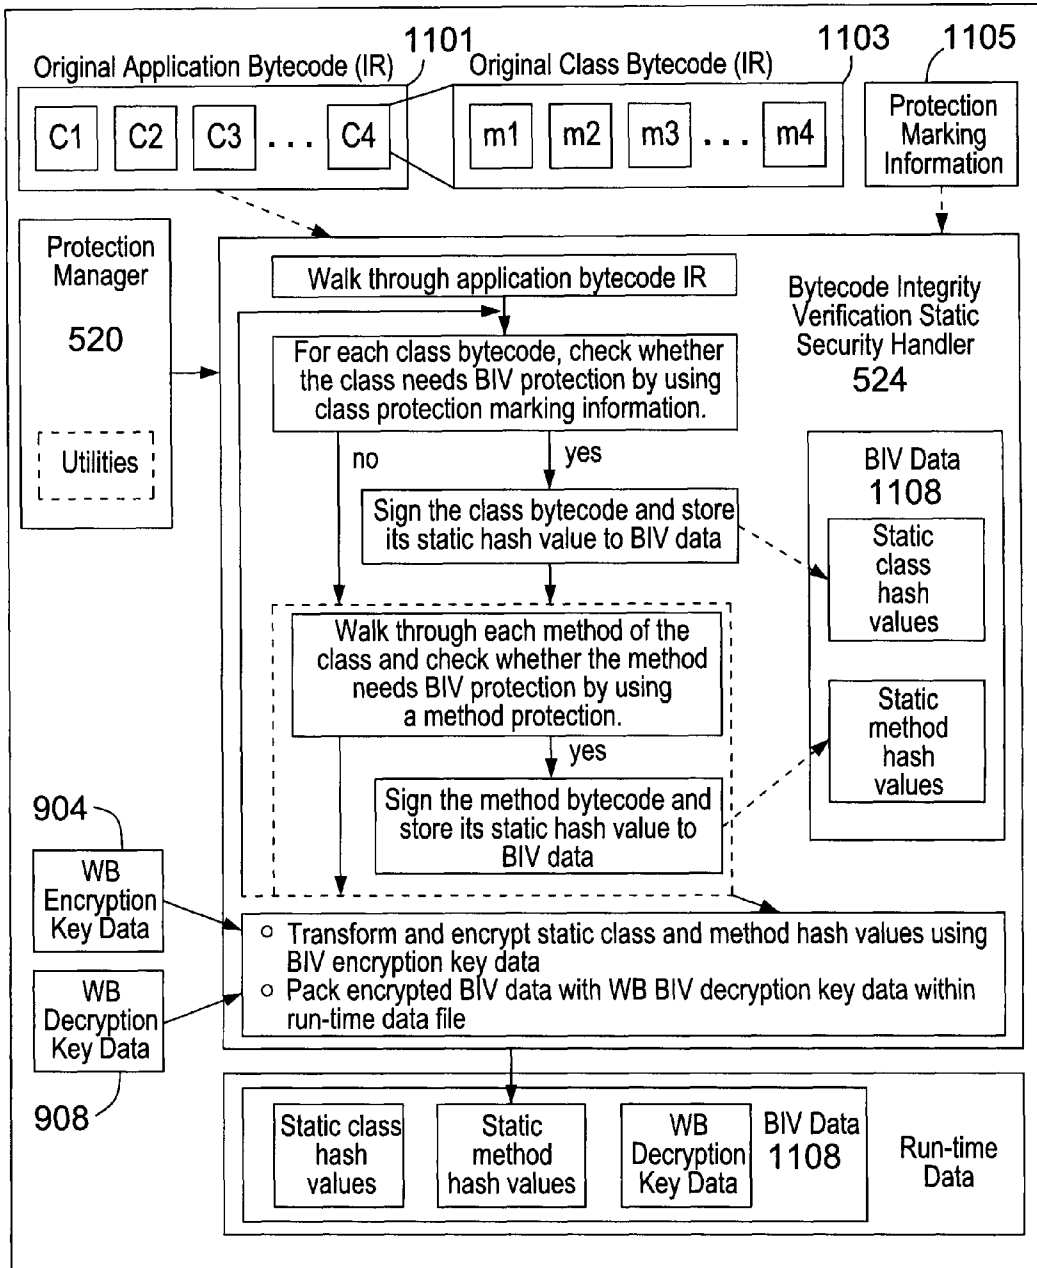 1101
1103
1105
Original Application Bytecode (IR)
Original Class Bytecode (IR)
C1
C2
C3
. . .
C4
m1
m2
m3
. . .
m4
Protection
Marking
Information
Protection
Manager
520
Utilities
Walk through application bytecode IR
Bytecode Integrity
Verification Static
Security Handler
524
For each class bytecode, check whether
the class needs BIV protection by using
class protection marking information.
no
yes
Sign the class bytecode and store
its static hash value to BIV data
BIV Data
1108
Static
class
hash
values
Walk through each method of the
class and check whether the method
needs BIV protection by using
a method protection.
yes
Static
method
hash
values
Sign the method bytecode and
store its static hash value to
BIV data
904
WB
Encryption
Key Data
WB
Decryption
Key Data
908
○ Transform and encrypt static class and method hash values using
BIV encryption key data
○ Pack encrypted BIV data with WB BIV decryption key data within
run-time data file
Static class
hash
values
Static
method
hash values
WB
Decryption
Key Data
BIV Data
1108
Run-time
Data